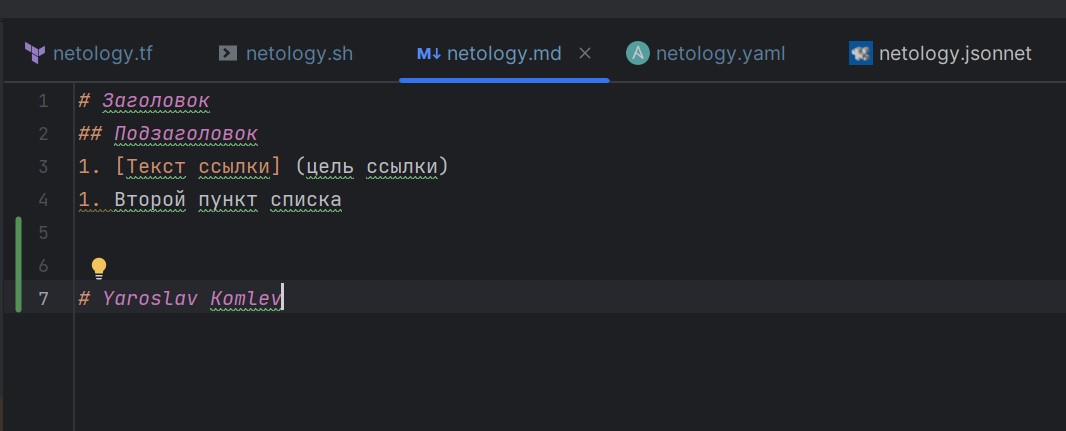 netology.tf netology.sh M↓ netology.md × A netology.yaml netology.jsonnet
1 # Заголовок
2 ## Подзаголовок
3 1. [Текст ссылки] (цель ссылки)
4 1. Второй пункт списка
5
6
7 # Yaroslav Komlev